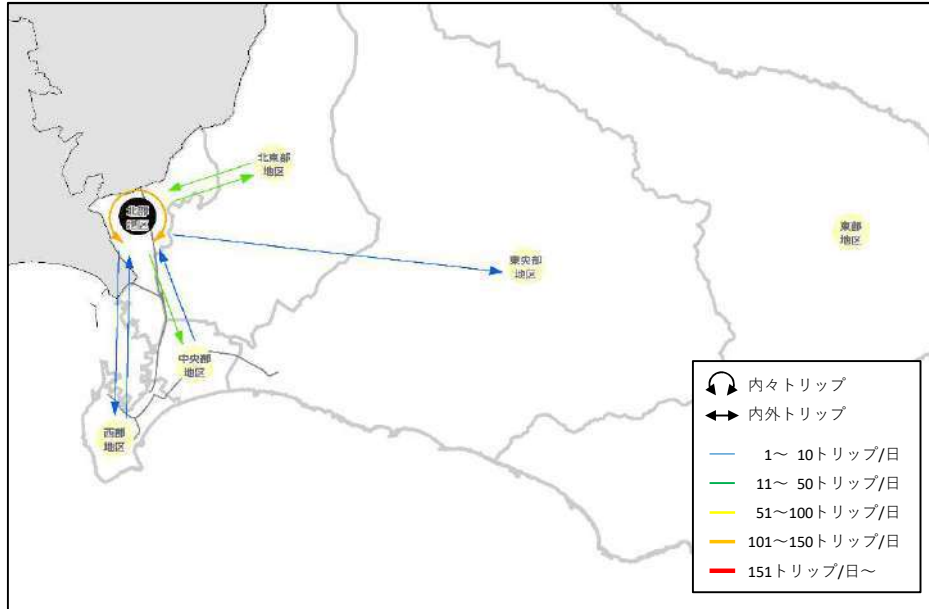 北東部
地区
北部
地区
東部
地区
東央部
地区
中央部
地区
西部
地区
内々トリップ
内外トリップ
1～ 10トリップ/日
11～ 50トリップ/日
51～100トリップ/日
101～150トリップ/日
151トリップ/日～